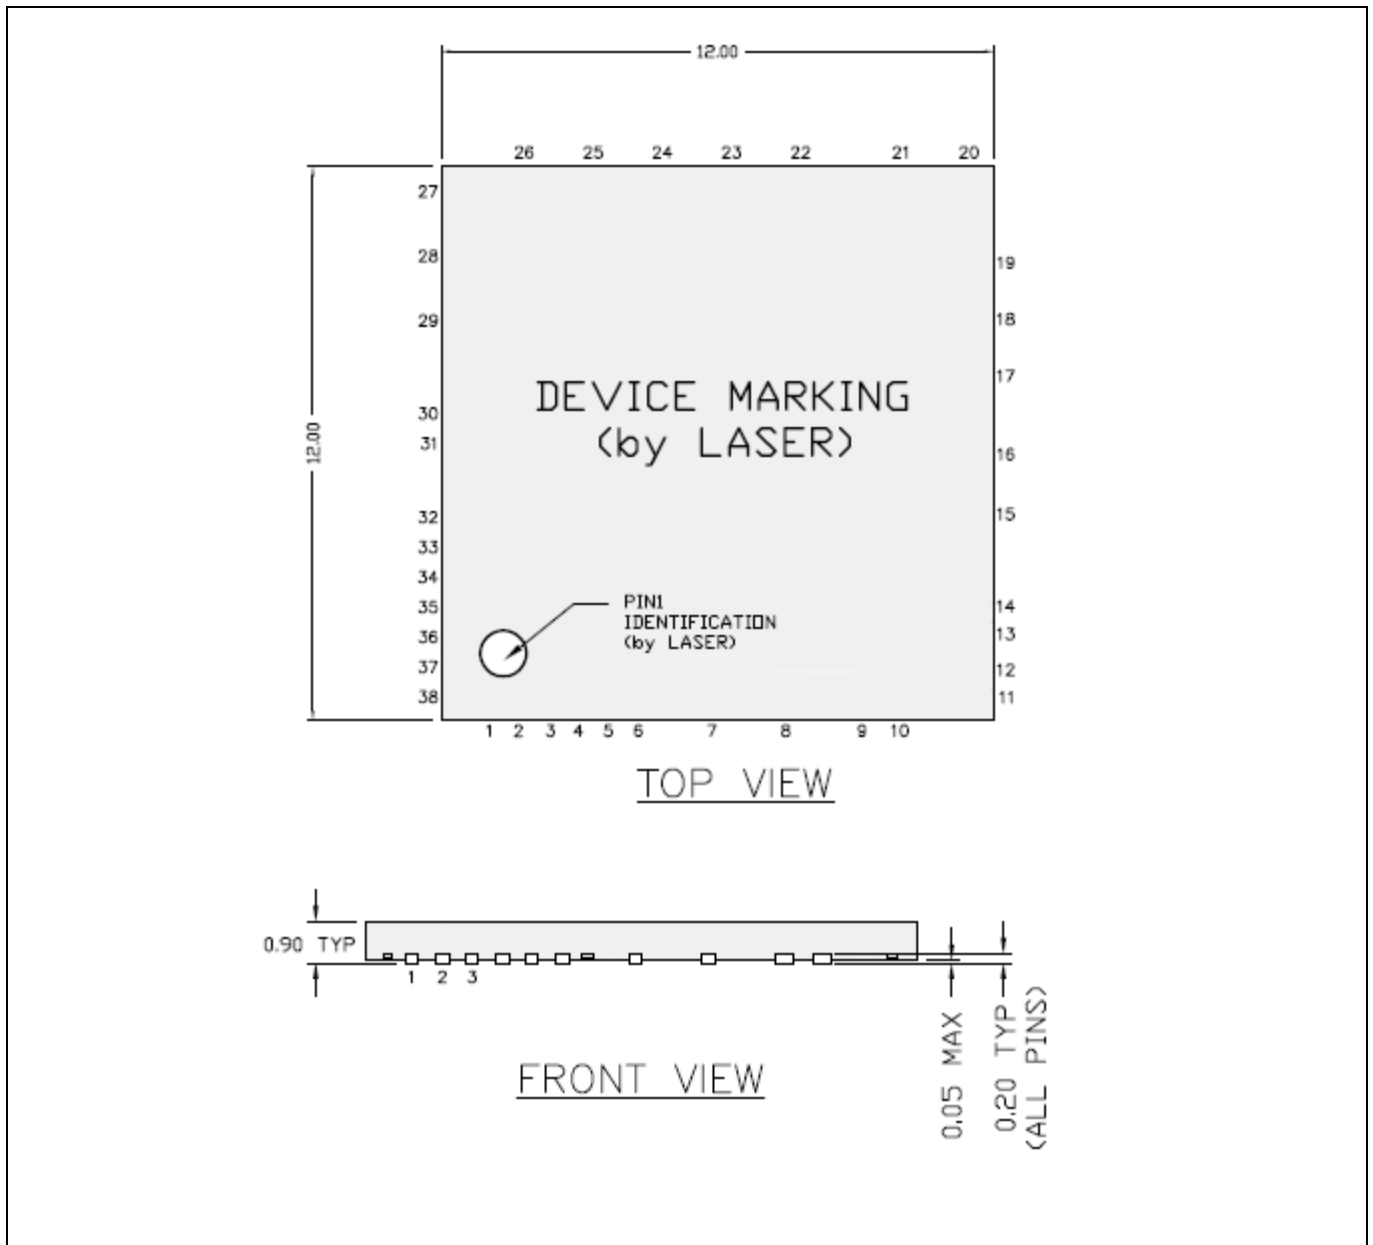 12.00
26 25 24 23 22 21 20
27
28
19
29
18
17
DEVICE MARKING
30
12.00
(by LASER)
31
16
32
15
33
34
PIN1
35
14
IDENTIFICATION
36
13
(by LASER)
37
12
38
11
1 2 3 4 5 6 7 8 9 10
TOP VIEW
0.90 TYP
1 2 3
0.05 MAX
0.20 TYP
(ALL PINS)
FRONT VIEW